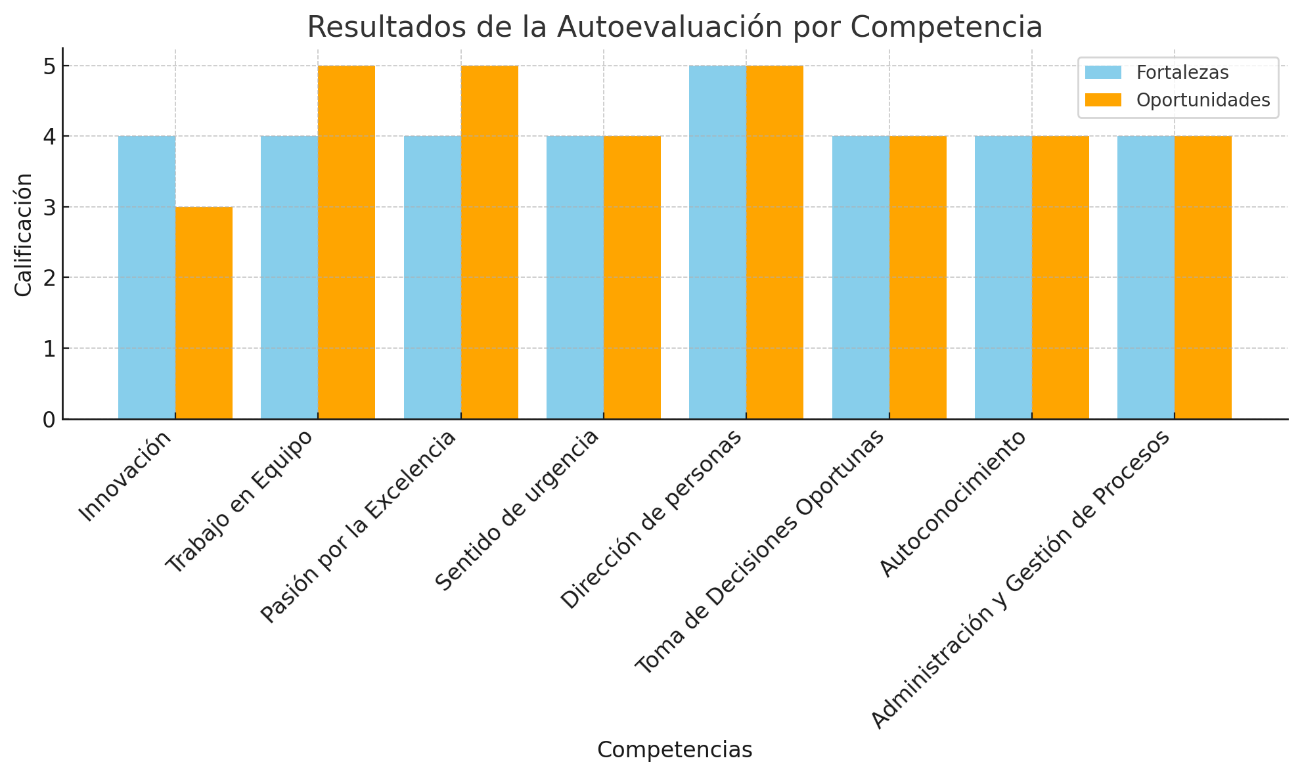 Resultados de la Autoevaluación por Competencia
Fortalezas
Oportunidades
Calificación
5
4
3
2
1
0
Innovación
Trabajo en Equipo
Pasión por la Excelencia
Sentido de urgencia
Dirección de personas
Toma de Decisiones Oportunas
Autoconocimiento
Administración y Gestión de Procesos
Competencias